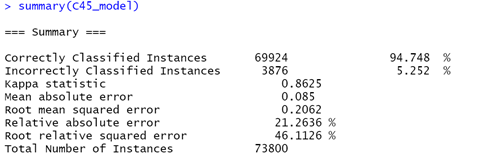 > summary(C45_model)
=== Summary ===
Correctly Classified Instances 69924 94.748 %
Incorrectly Classified Instances 3876 5.252 %
Kappa statistic 0.8625
Mean absolute error 0.085
Root mean squared error 0.2062
Relative absolute error 21.2636 %
Root relative squared error 46.1126 %
Total Number of Instances 73800